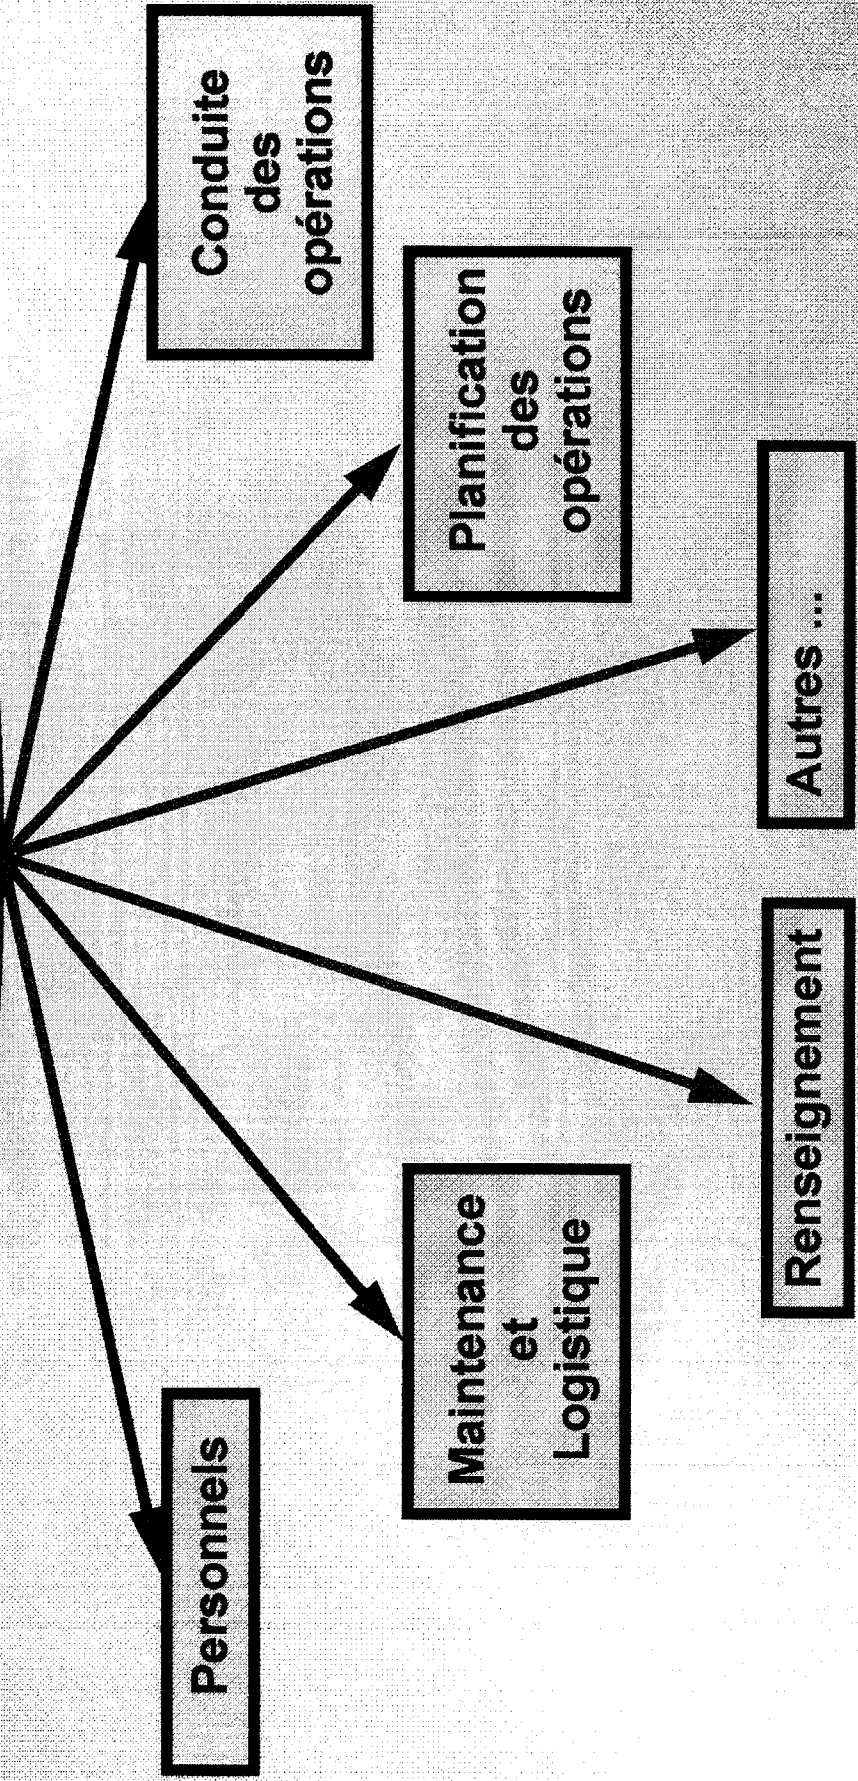 Personnels
Maintenance
et
Logistique
Renseignement
Autres ...
Planification
des
opérations
Conduite
des
opérations